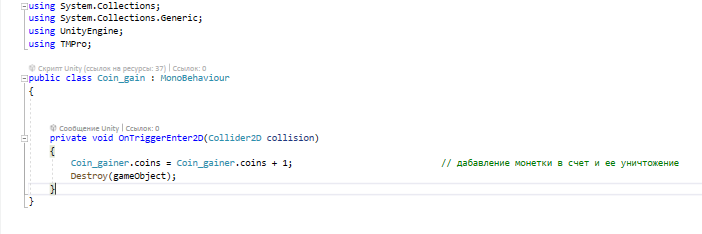 using System.Collections;
using System.Collections.Generic;
using UnityEngine;
using TMPro;
Скрипт Unity (ссылок на ресурсы: 37) | Ссылок: 0
public class Coin_gain : MonoBehaviour
{
Сообщение Unity | Ссылок: 0
private void OnTriggerEnter2D(Collider2D collision)
{
Coin_gainer.coins = Coin_gainer.coins + 1; // дабавление монетки в счет и ее уничтожение
Destroy(gameObject);
}
}